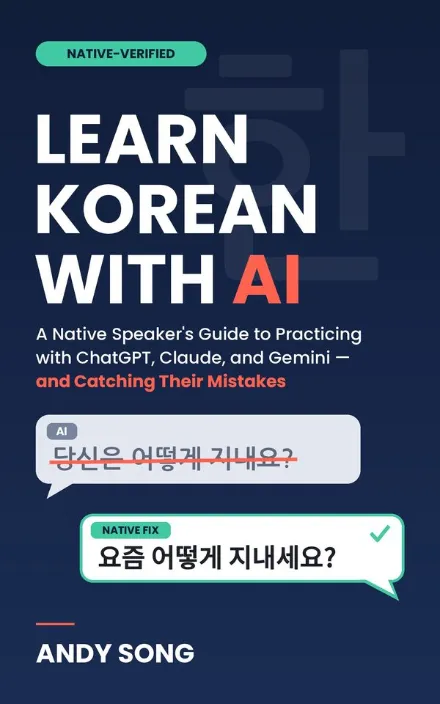 NATIVE-VERIFIED
한
LEARN
KOREAN
WITH AI
A Native Speaker's Guide to Practicing
with ChatGPT, Claude, and Gemini —
and Catching Their Mistakes
AI
당신은 어떻게 지내요?
NATIVE FIX
요즘 어떻게 지내세요?
ANDY SONG